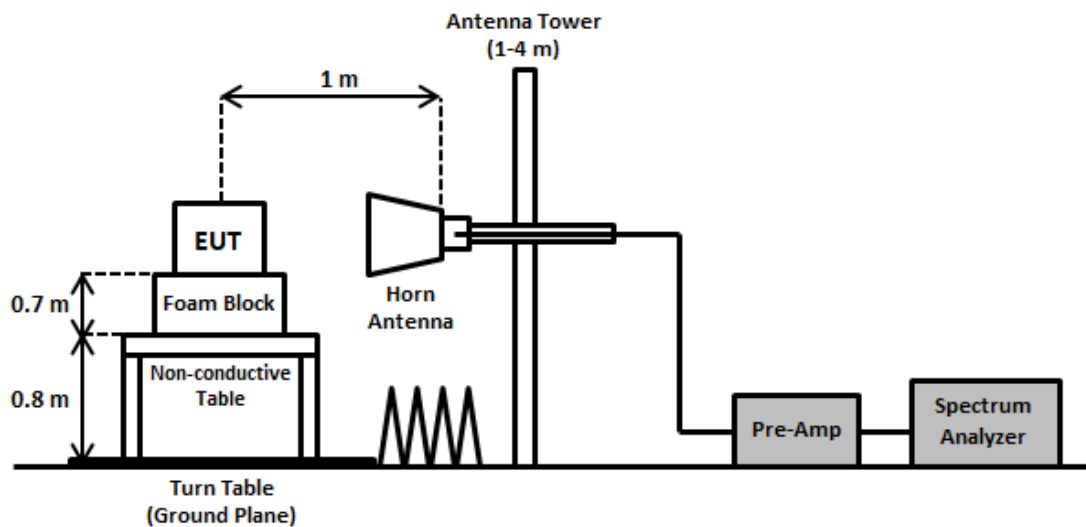 Antenna Tower
(1-4 m)
1 m
EUT
0.7 m
Foam Block
Horn
Antenna
0.8 m
Non-conductive
Table
Pre-Amp
Spectrum
Analyzer
Turn Table
(Ground Plane)